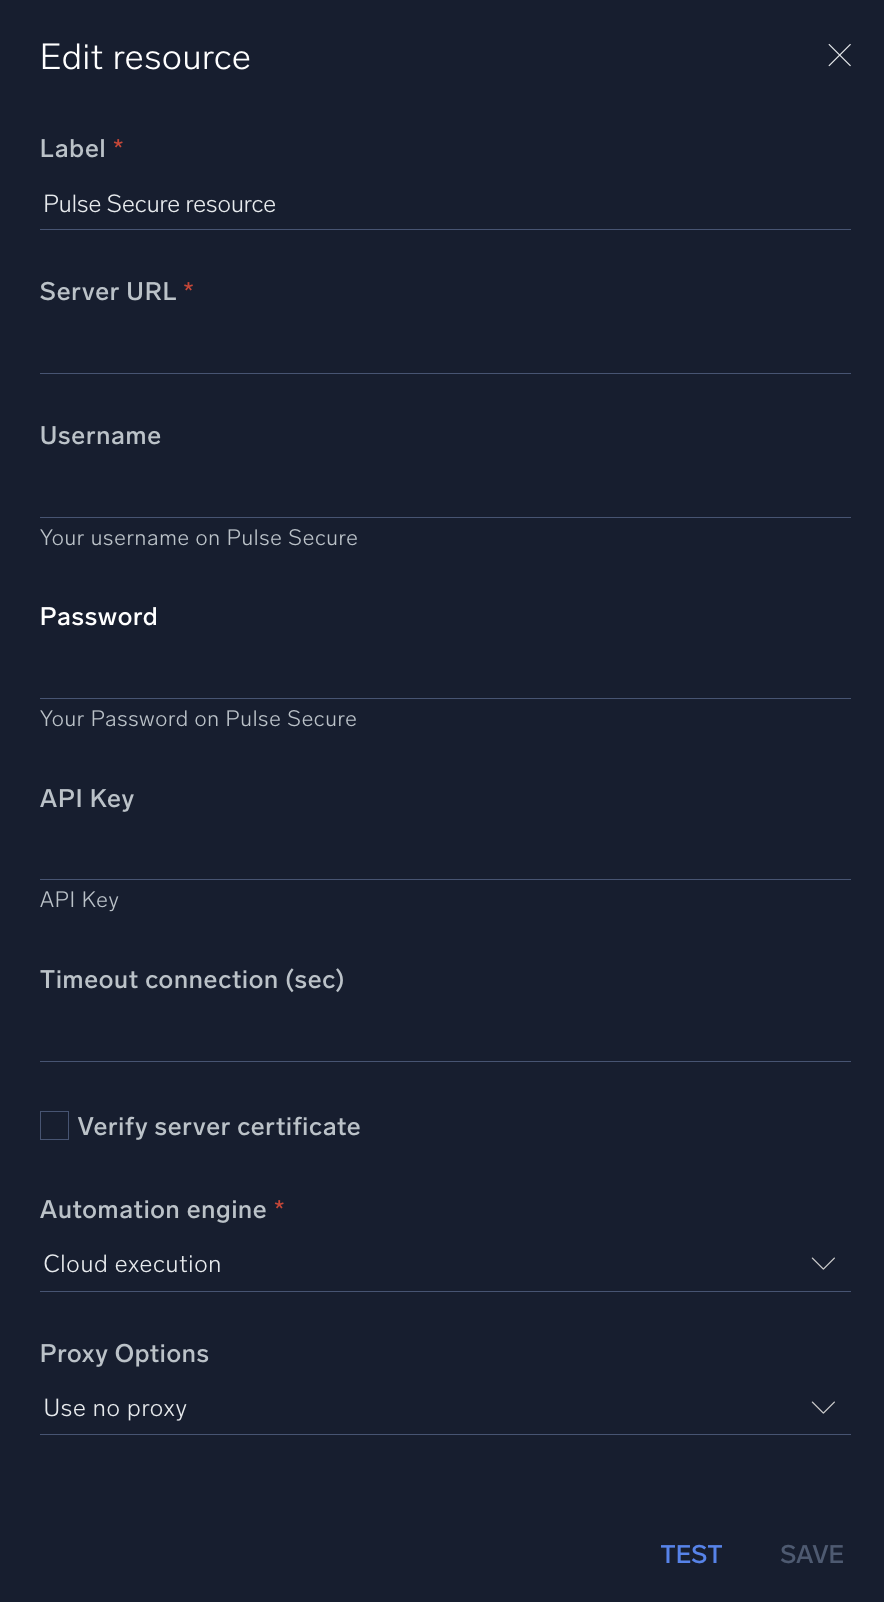 Edit resource
Label *
Pulse Secure resource
Server URL *
Username
Your username on Pulse Secure
Password
Your Password on Pulse Secure
API Key
API Key
Timeout connection (sec)
Verify server certificate
Automation engine *
Cloud execution
Proxy Options
Use no proxy
TEST SAVE